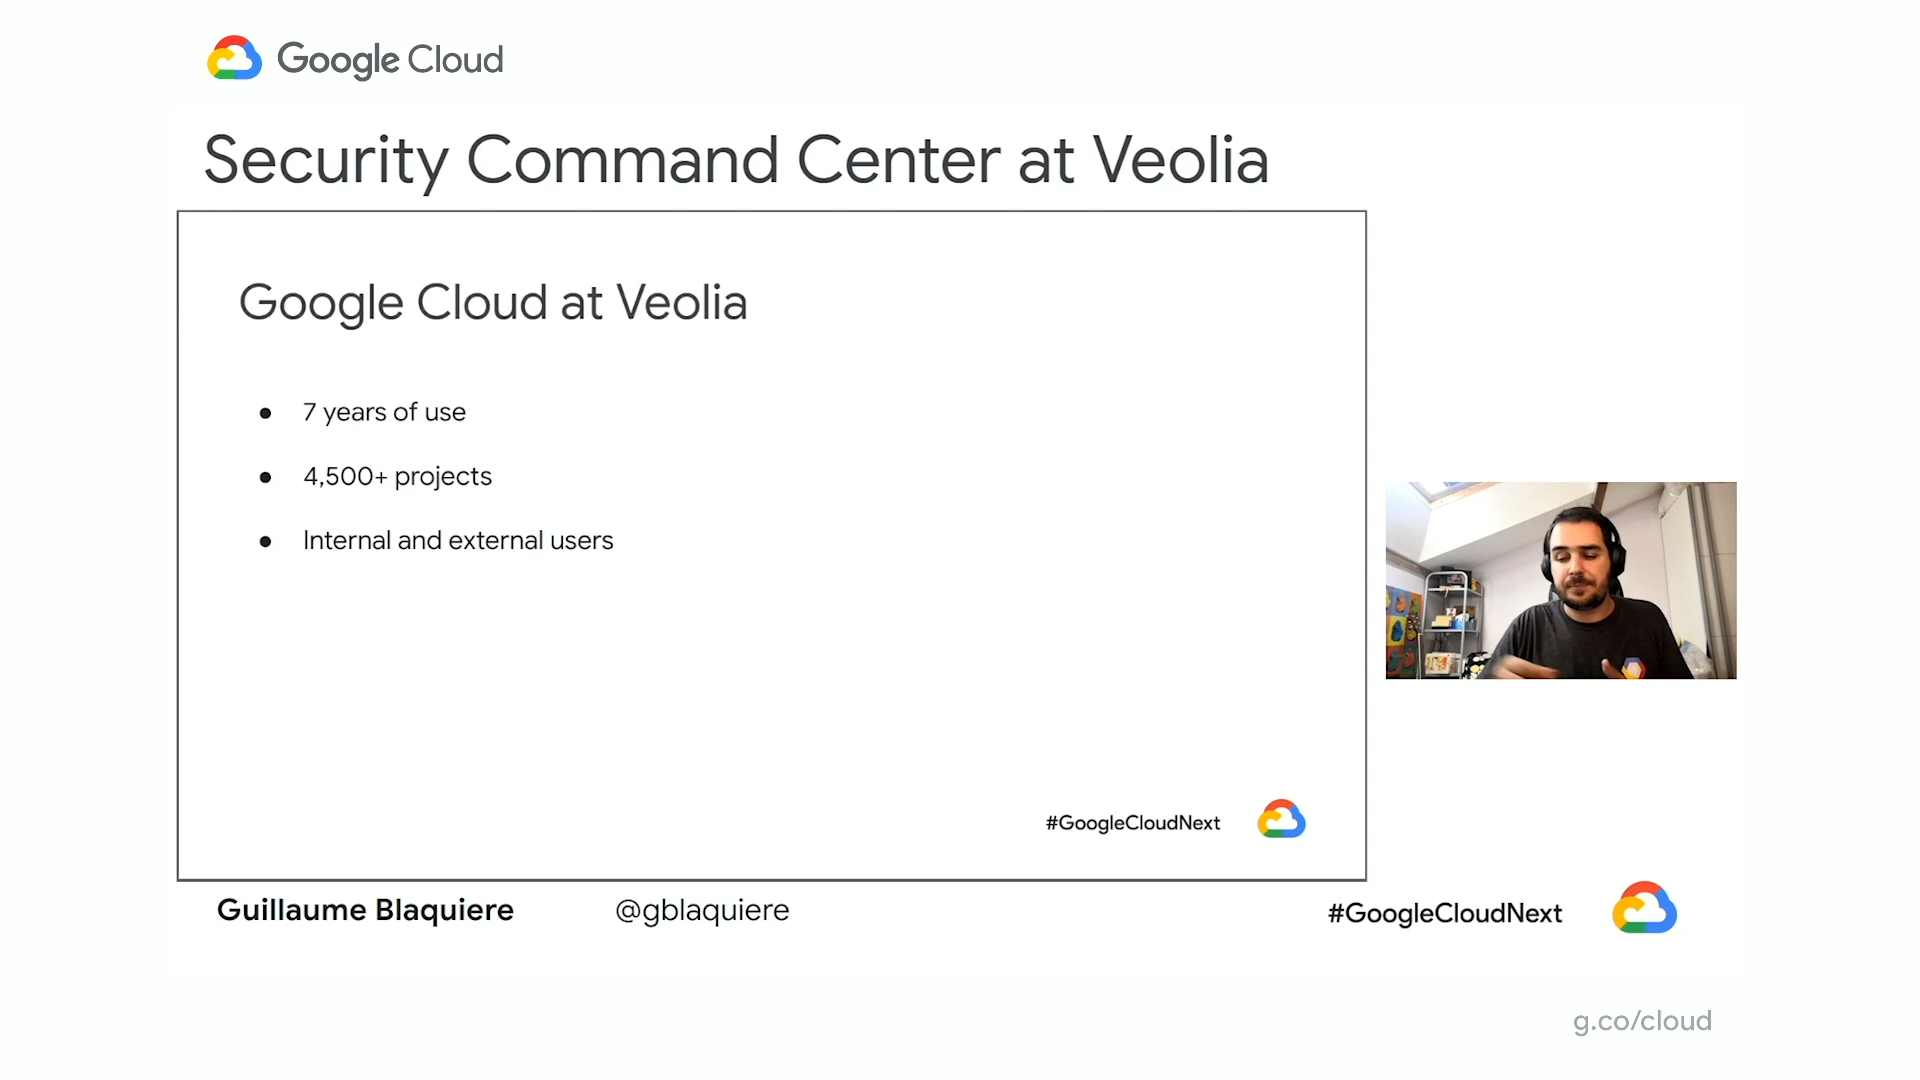 Google Cloud
Security Command Center at Veolia
Google Cloud at Veolia
● 7 years of use
● 4,500+ projects
● Internal and external users
#GoogleCloudNext
Guillaume Blaquiere @gblaquiere
#GoogleCloudNext
g.co/cloud